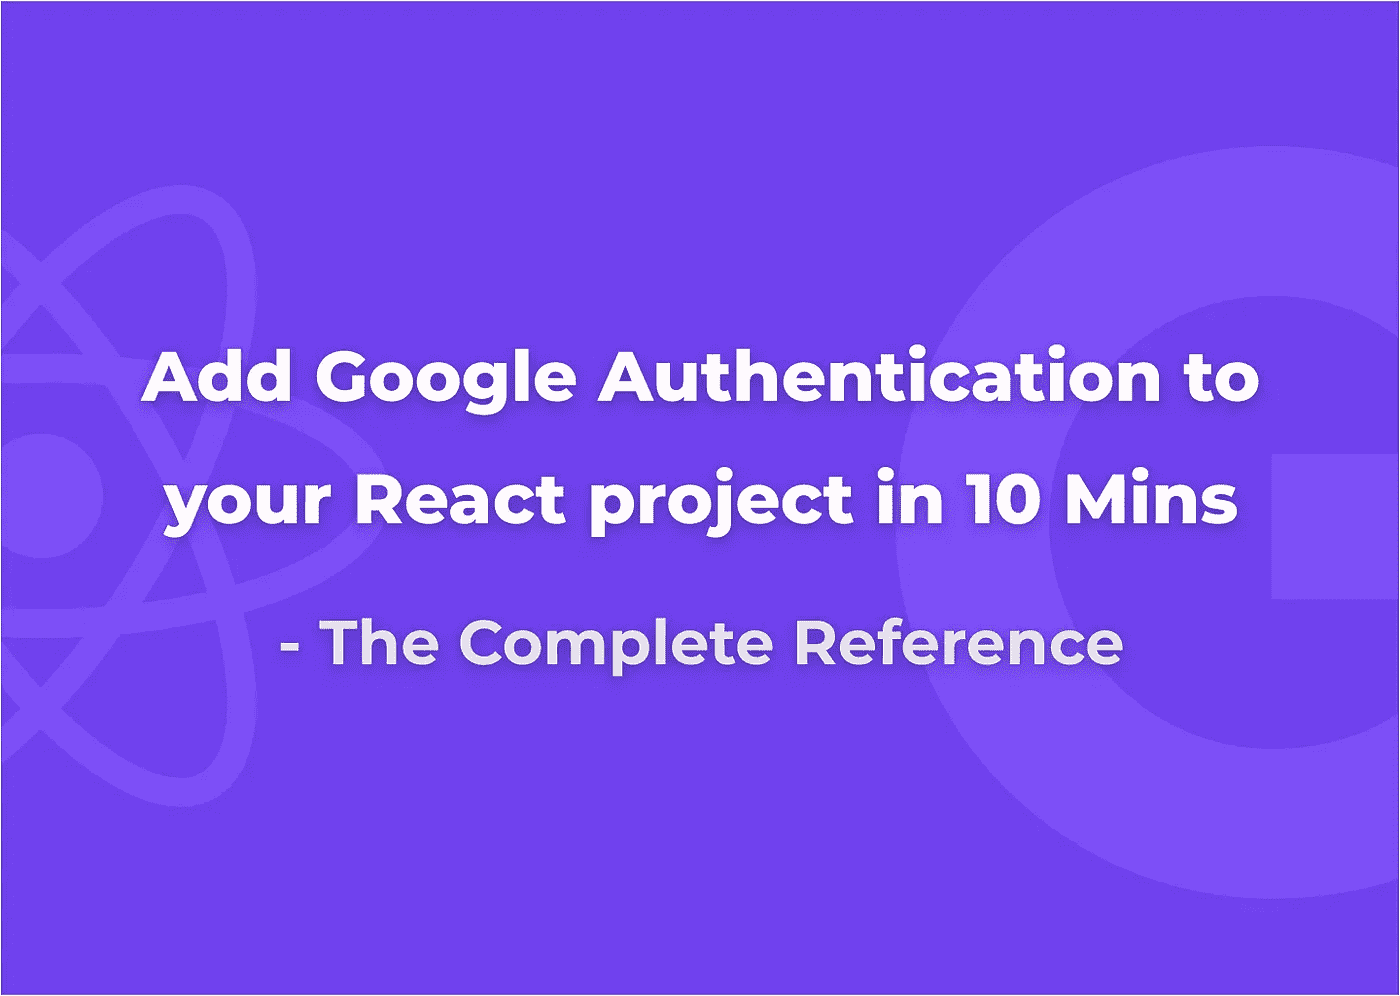 Add Google Authentication to
your React project in 10 Mins
- The Complete Reference